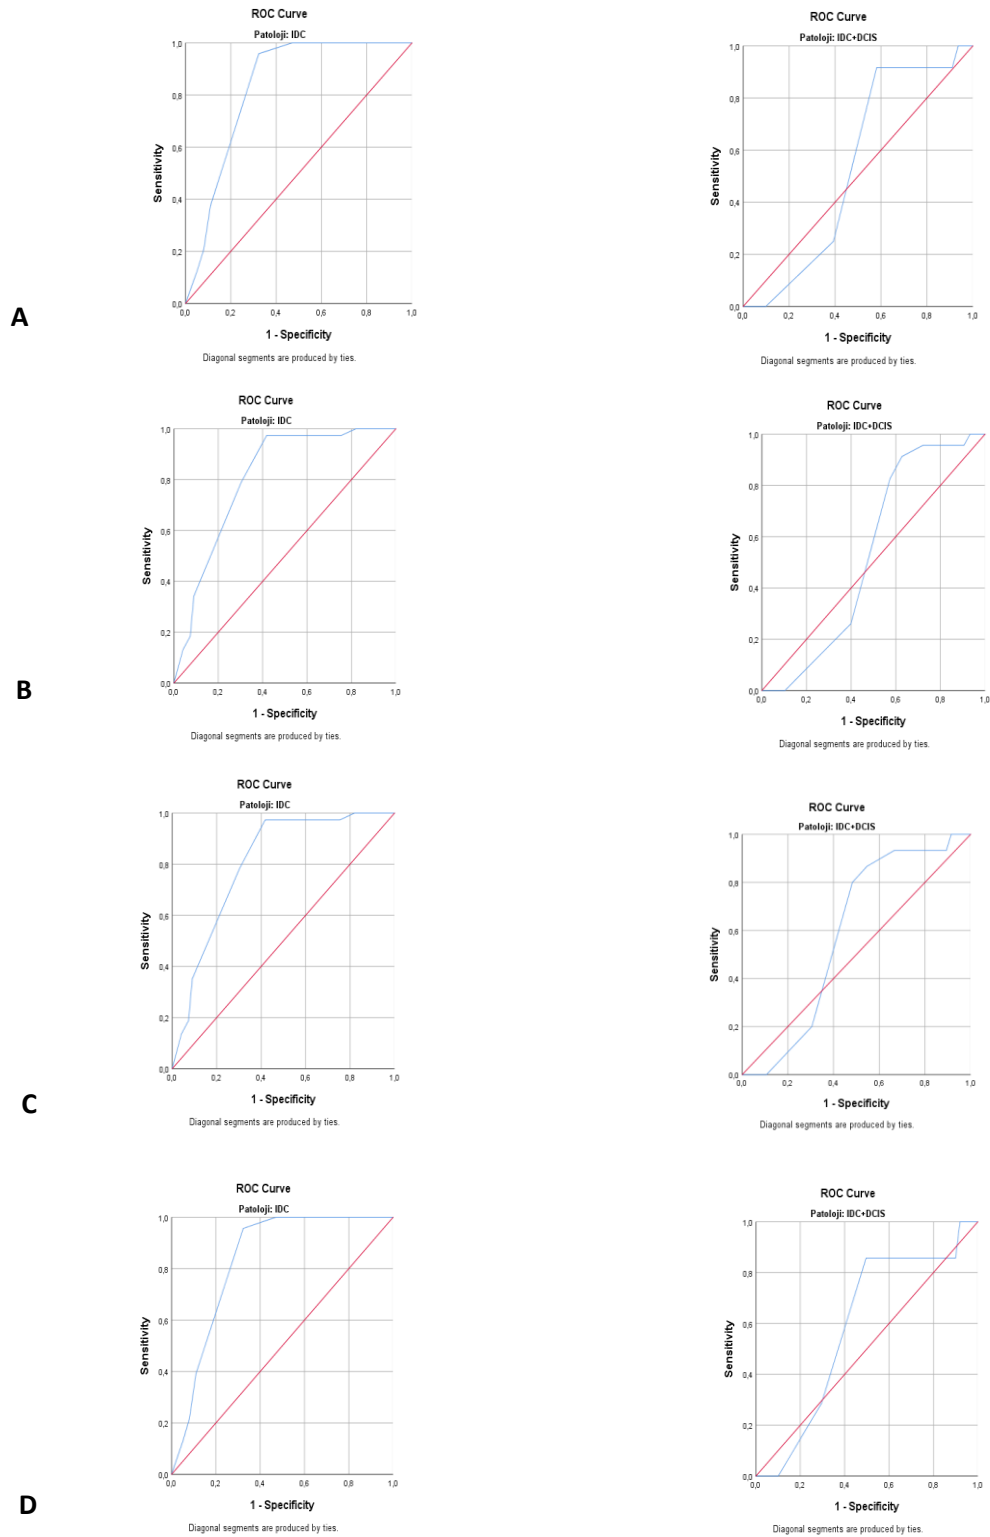 ROC Curve
Patoloji: IDC
1,0
0,8
0,6
0,4
0,2
0,0
Sensitivity
0,0 0,2 0,4 0,6 0,8 1,0
1 - Specificity
Diagonal segments are produced by ties.
ROC Curve
Patoloji: IDC+DCIS
1,0
0,8
0,6
0,4
0,2
0,0
Sensitivity
0,0 0,2 0,4 0,6 0,8 1,0
1 - Specificity
Diagonal segments are produced by ties.
A
ROC Curve
Patoloji: IDC
1,0
0,8
0,6
0,4
0,2
0,0
Sensitivity
0,0 0,2 0,4 0,6 0,8 1,0
1 - Specificity
Diagonal segments are produced by ties.
ROC Curve
Patoloji: IDC+DCIS
1,0
0,8
0,6
0,4
0,2
0,0
Sensitivity
0,0 0,2 0,4 0,6 0,8 1,0
1 - Specificity
Diagonal segments are produced by ties.
B
ROC Curve
Patoloji: IDC
1,0
0,8
0,6
0,4
0,2
0,0
Sensitivity
0,0 0,2 0,4 0,6 0,8 1,0
1 - Specificity
Diagonal segments are produced by ties.
ROC Curve
Patoloji: IDC+DCIS
1,0
0,8
0,6
0,4
0,2
0,0
Sensitivity
0,0 0,2 0,4 0,6 0,8 1,0
1 - Specificity
Diagonal segments are produced by ties.
C
ROC Curve
Patoloji: IDC
1,0
0,8
0,6
0,4
0,2
0,0
Sensitivity
0,0 0,2 0,4 0,6 0,8 1,0
1 - Specificity
Diagonal segments are produced by ties.
ROC Curve
Patoloji: IDC+DCIS
1,0
0,8
0,6
0,4
0,2
0,0
Sensitivity
0,0 0,2 0,4 0,6 0,8 1,0
1 - Specificity
Diagonal segments are produced by ties.
D